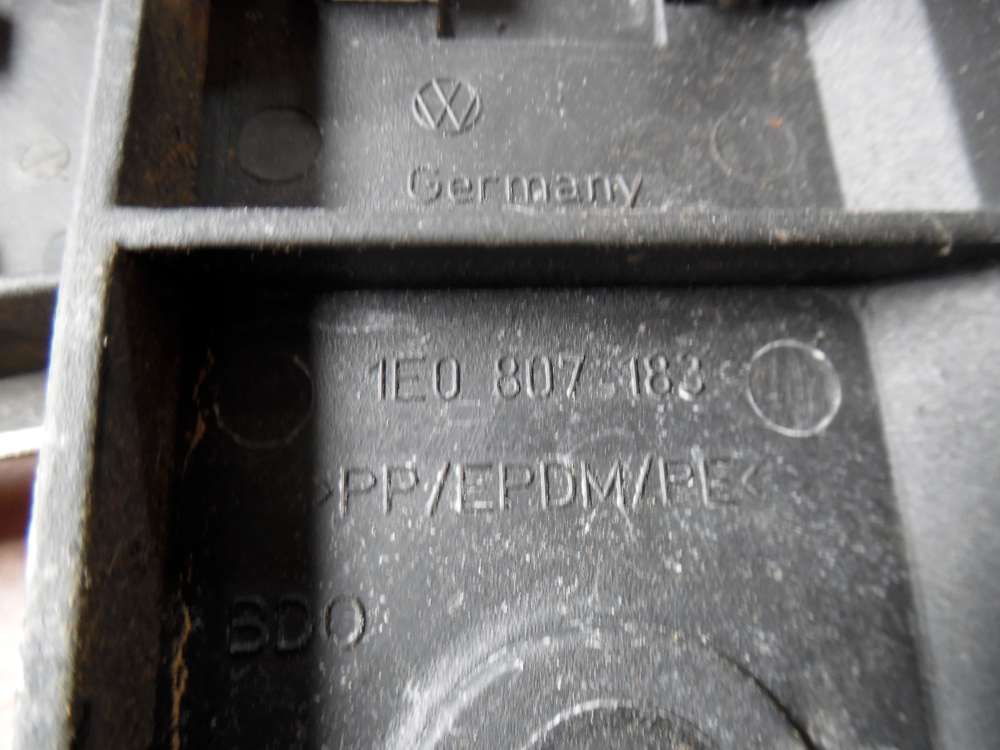 Germany
1E0 807 183
>PP/EPDM/PE<
BDO